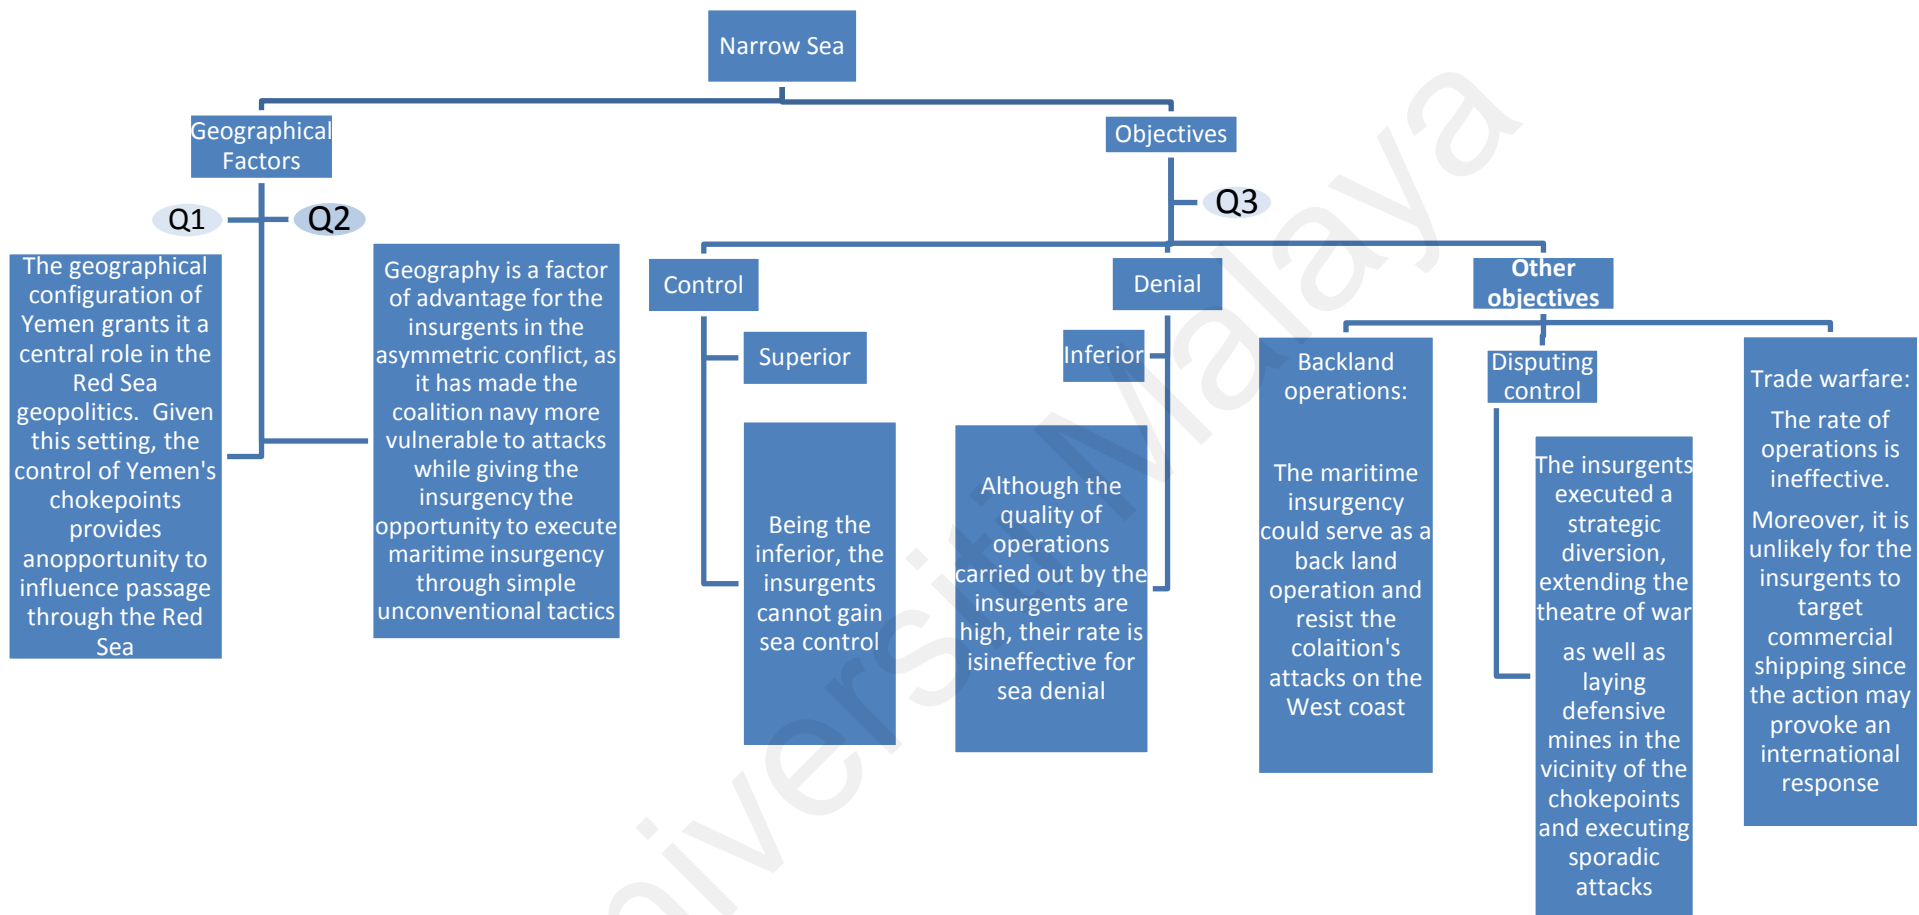 Narrow Sea
Geographical
Factors
Objectives
Q1
Q2
Q3
The geographical
configuration of
Yemen grants it a
central role in the
Red Sea
geopolitics. Given
this setting, the
control of Yemen's
chokepoints
provides
anopportunity to
influence passage
through the Red
Sea
Geography is a factor
of advantage for the
insurgents in the
asymmetric conflict, as
it has made the
coalition navy more
vulnerable to attacks
while giving the
insurgency the
opportunity to execute
maritime insurgency
through simple
unconventional tactics
Control
Superior
Being the
inferior, the
insurgents
cannot gain
sea control
Denial
Inferior
Although the
quality of
operations
carried out by the
insurgents are
high, their rate is
isineffective for
sea denial
Other
objectives
Backland
operations:
The maritime
insurgency
could serve as a
back land
operation and
resist the
colaition's
attacks on the
West coast
Disputing
control
The insurgents
executed a
strategic
diversion,
extending the
theatre of war
as well as
laying
defensive
mines in the
vicinity of the
chokepoints
and executing
sporadic
attacks
Trade warfare:
The rate of
operations is
ineffective.
Moreover, it is
unlikely for the
insurgents to
target
commercial
shipping since
the action may
provoke an
international
response
niversiti Malaya